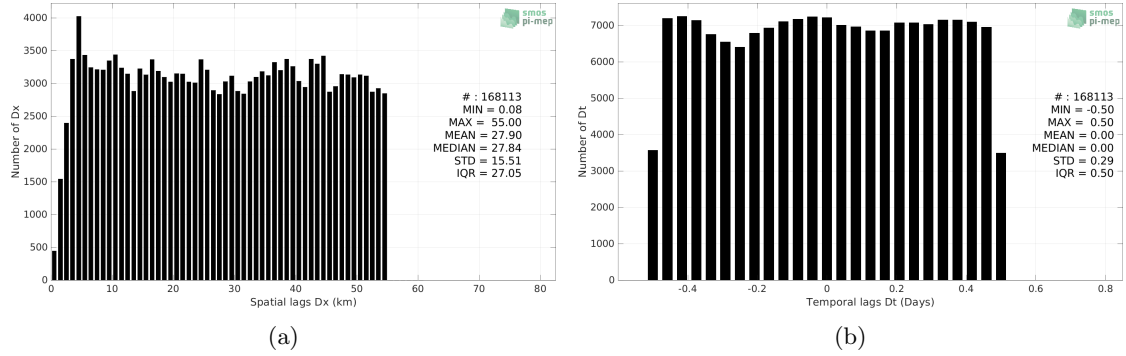 smos
pi-mep
4000
3500
3000
2500
2000
1500
1000
500
0
Number of Dx
# : 168113
MIN = 0.08
MAX = 55.00
MEAN = 27.90
MEDIAN = 27.84
STD = 15.51
IQR = 27.05
0 10 20 30 40 50 60 70 80
Spatial lags Dx (km)
(a)
smos
pi-mep
7000
6000
5000
4000
3000
2000
1000
0
Number of Dt
# : 168113
MIN = -0.50
MAX = 0.50
MEAN = 0.00
MEDIAN = 0.00
STD = 0.29
IQR = 0.50
-0.4 -0.2 0 0.2 0.4 0.6 0.8
Temporal lags Dt (Days)
(b)